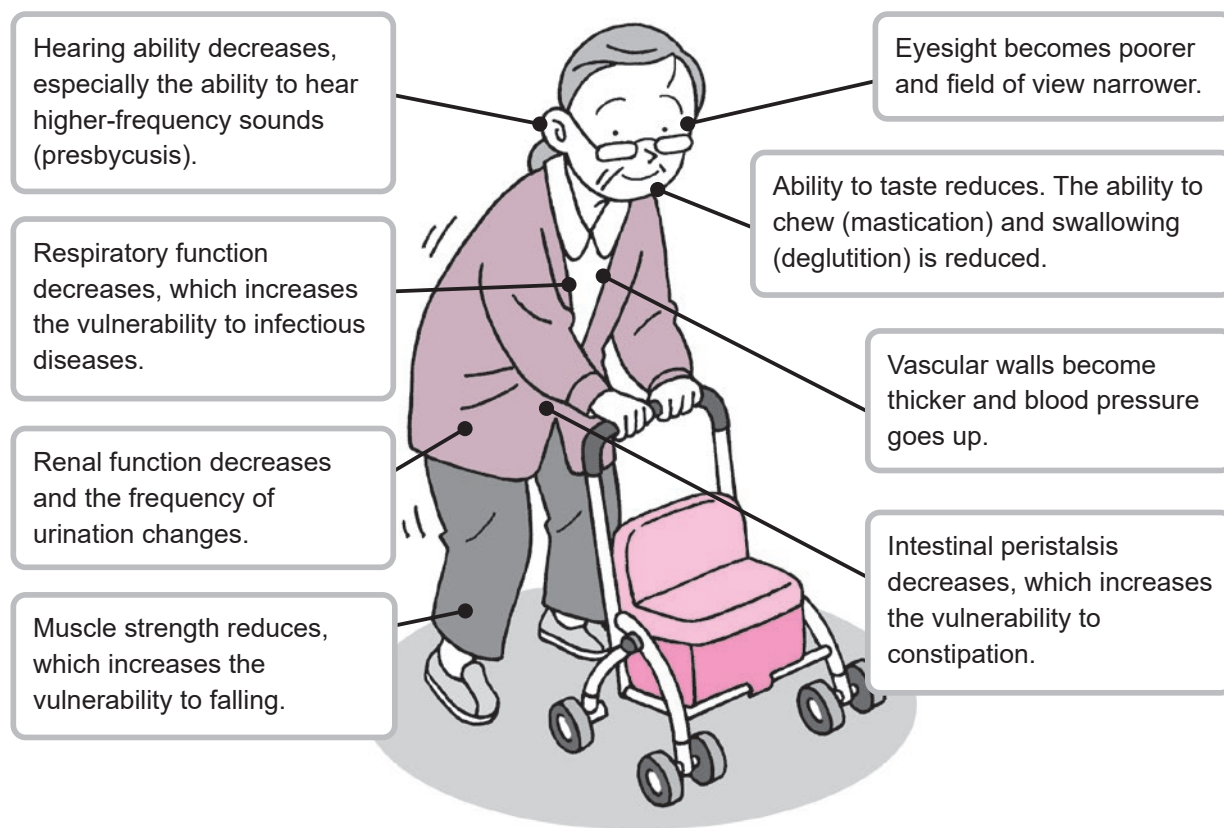 Hearing ability decreases,
especially the ability to hear
higher-frequency sounds
(presbycusis).
Respiratory function
decreases, which increases
the vulnerability to infectious
diseases.
Renal function decreases
and the frequency of
urination changes.
Muscle strength reduces,
which increases the
vulnerability to falling.
Eyesight becomes poorer
and field of view narrower.
Ability to taste reduces. The ability to
chew (mastication) and swallowing
(deglutition) is reduced.
Vascular walls become
thicker and blood pressure
goes up.
Intestinal peristalsis
decreases, which increases
the vulnerability to
constipation.